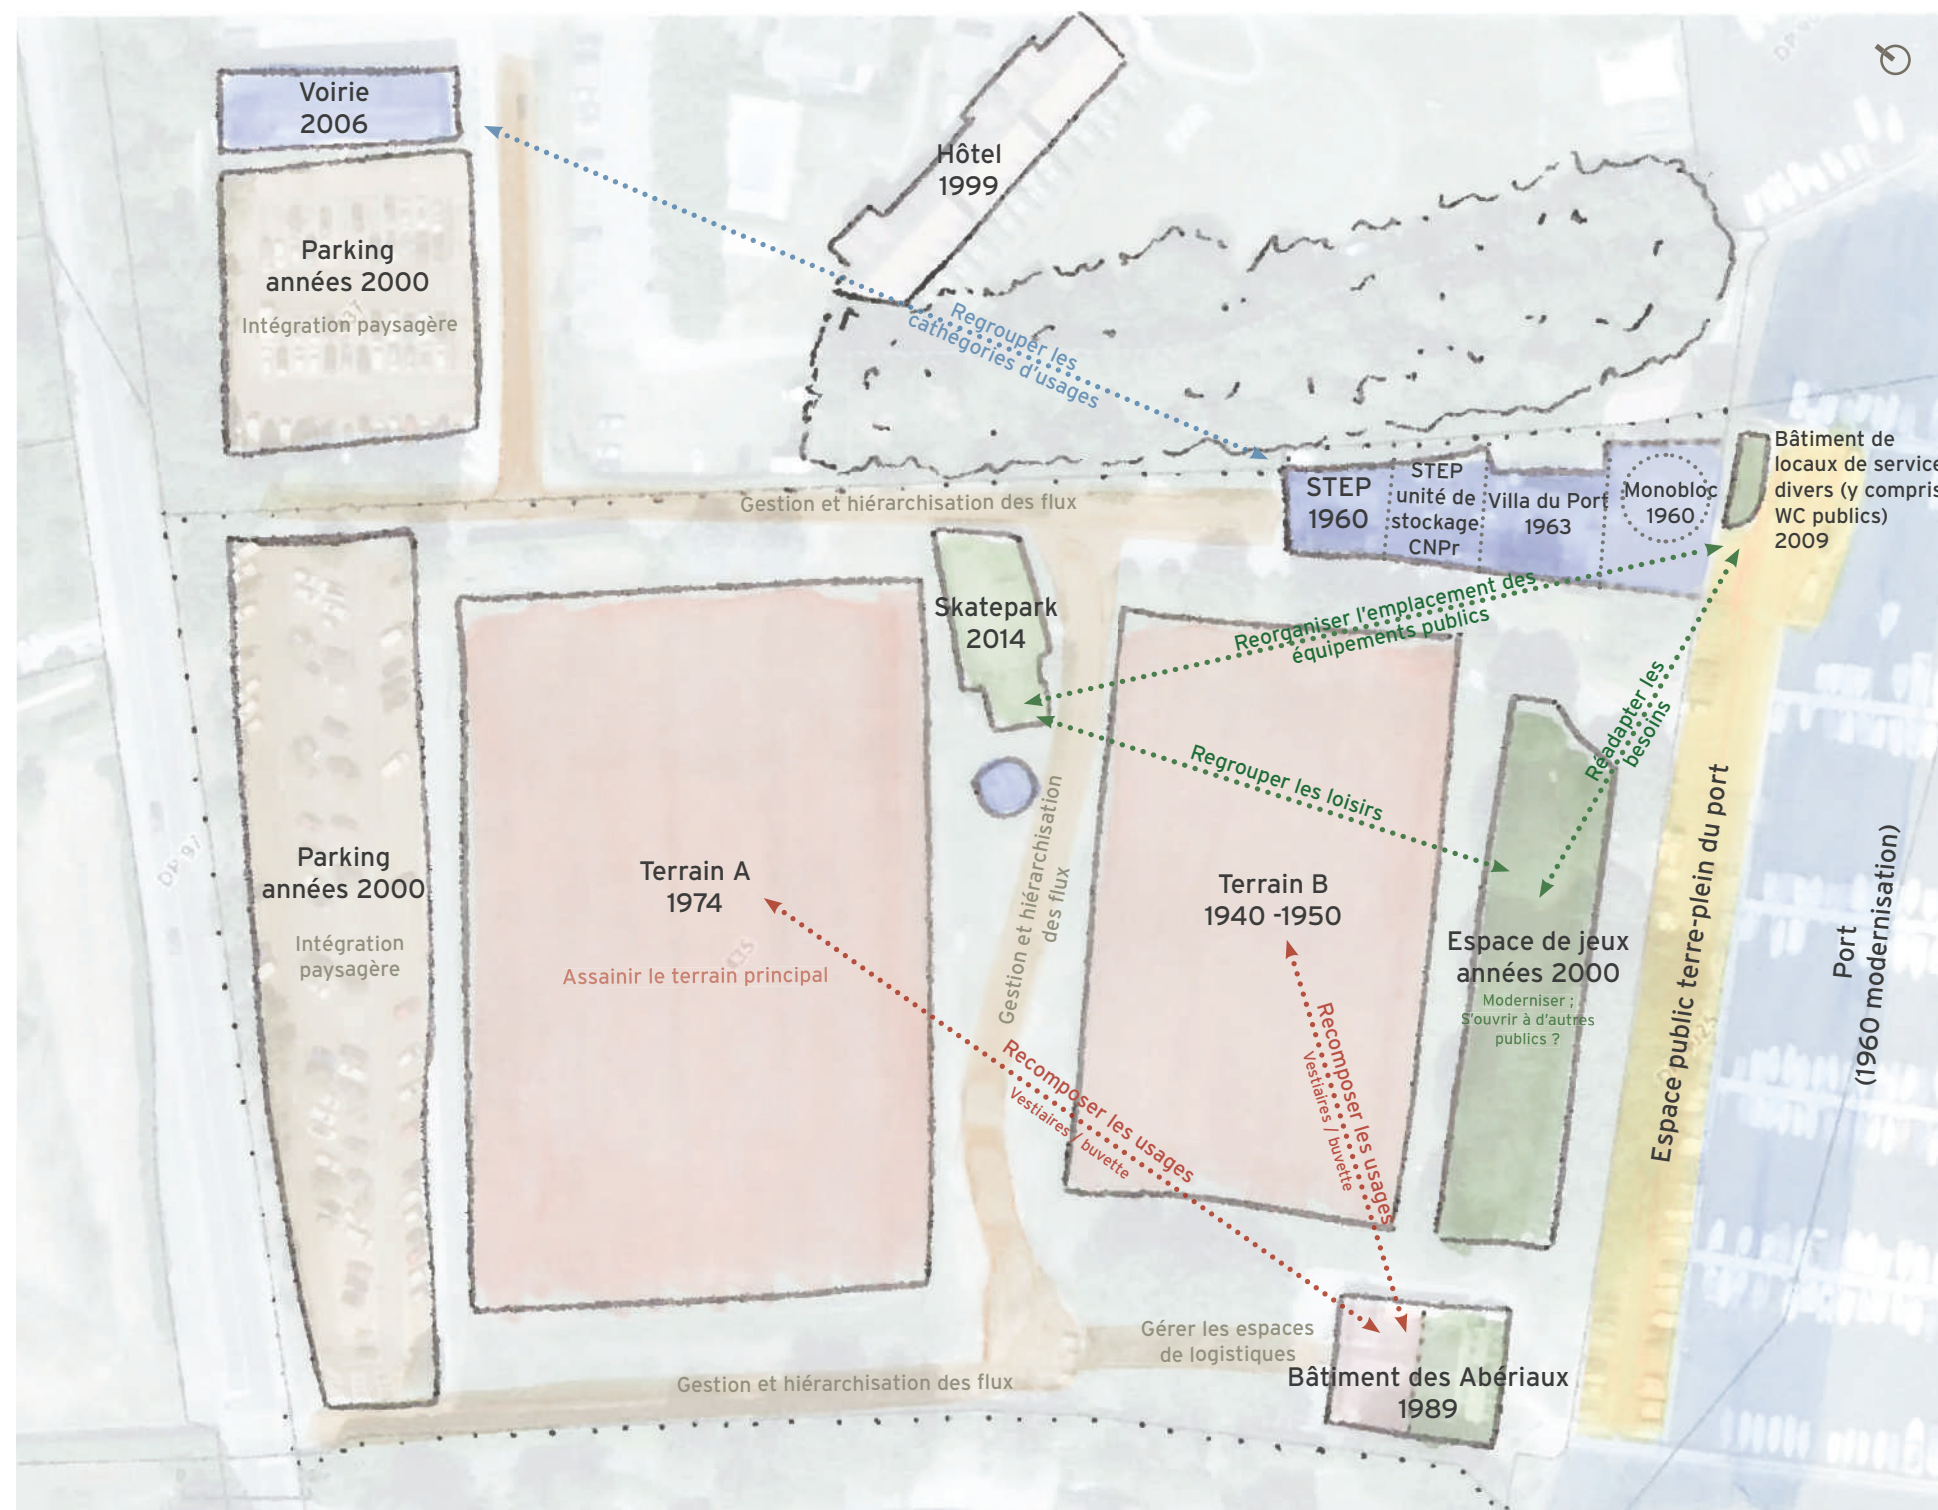 Voirie
2006
Hôtel
1999
Parking
années 2000
Intégration paysagère
Regrouper les
cathégories d'usages
Bâtiment de
locaux de service
divers (y compris
WC publics)
2009
STEP
1960
STEP
unité de
stockage
CNPr
Villa du Port
1963
Monobloc
1960
Gestion et hiérarchisation des flux
Skatepark
2014
Reorganiser l'emplacement des
équipements publics
Réadapter les
besoins
Regrouper les loisirs
Parking
années 2000
Intégration
paysagère
Terrain A
1974
Assainir le terrain principal
Gestion et hiérarchisation
des flux
Terrain B
1940 -1950
Espace de jeux
années 2000
Moderniser ;
S'ouvrir à d'autres
publics ?
Espace public terre-plein du port
Port
(1960 modernisation)
DP 97
Recomposer les usages
Vestiaires / buvette
Recomposer les usages
Vestiaires / buvette
Gérer les espaces
de logistiques
Bâtiment des Abériaux
1989
Gestion et hiérarchisation des flux